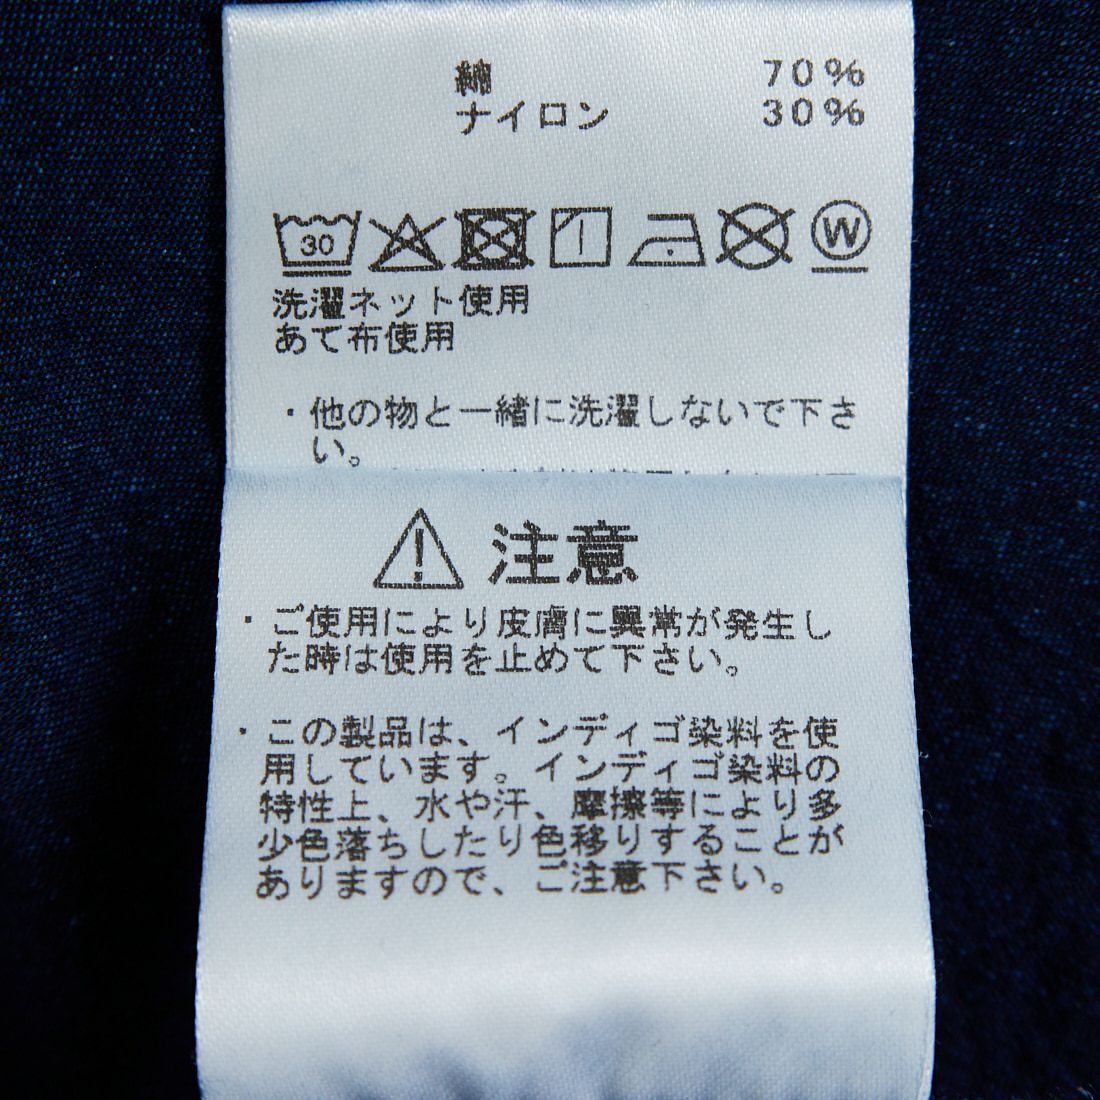 綿 70%
ナイロン 30%
30
W
洗濯ネット使用
あて布使用
・他の物と一緒に洗濯しないで下さ
い。
注意
・ご使用により皮膚に異常が発生し
た時は使用を止めて下さい。
・この製品は、インディゴ染料を使
用しています。インディゴ染料の
特性上、水や汗、摩擦等により多
少色落ちしたり色移りすることが
ありますので、ご注意下さい。